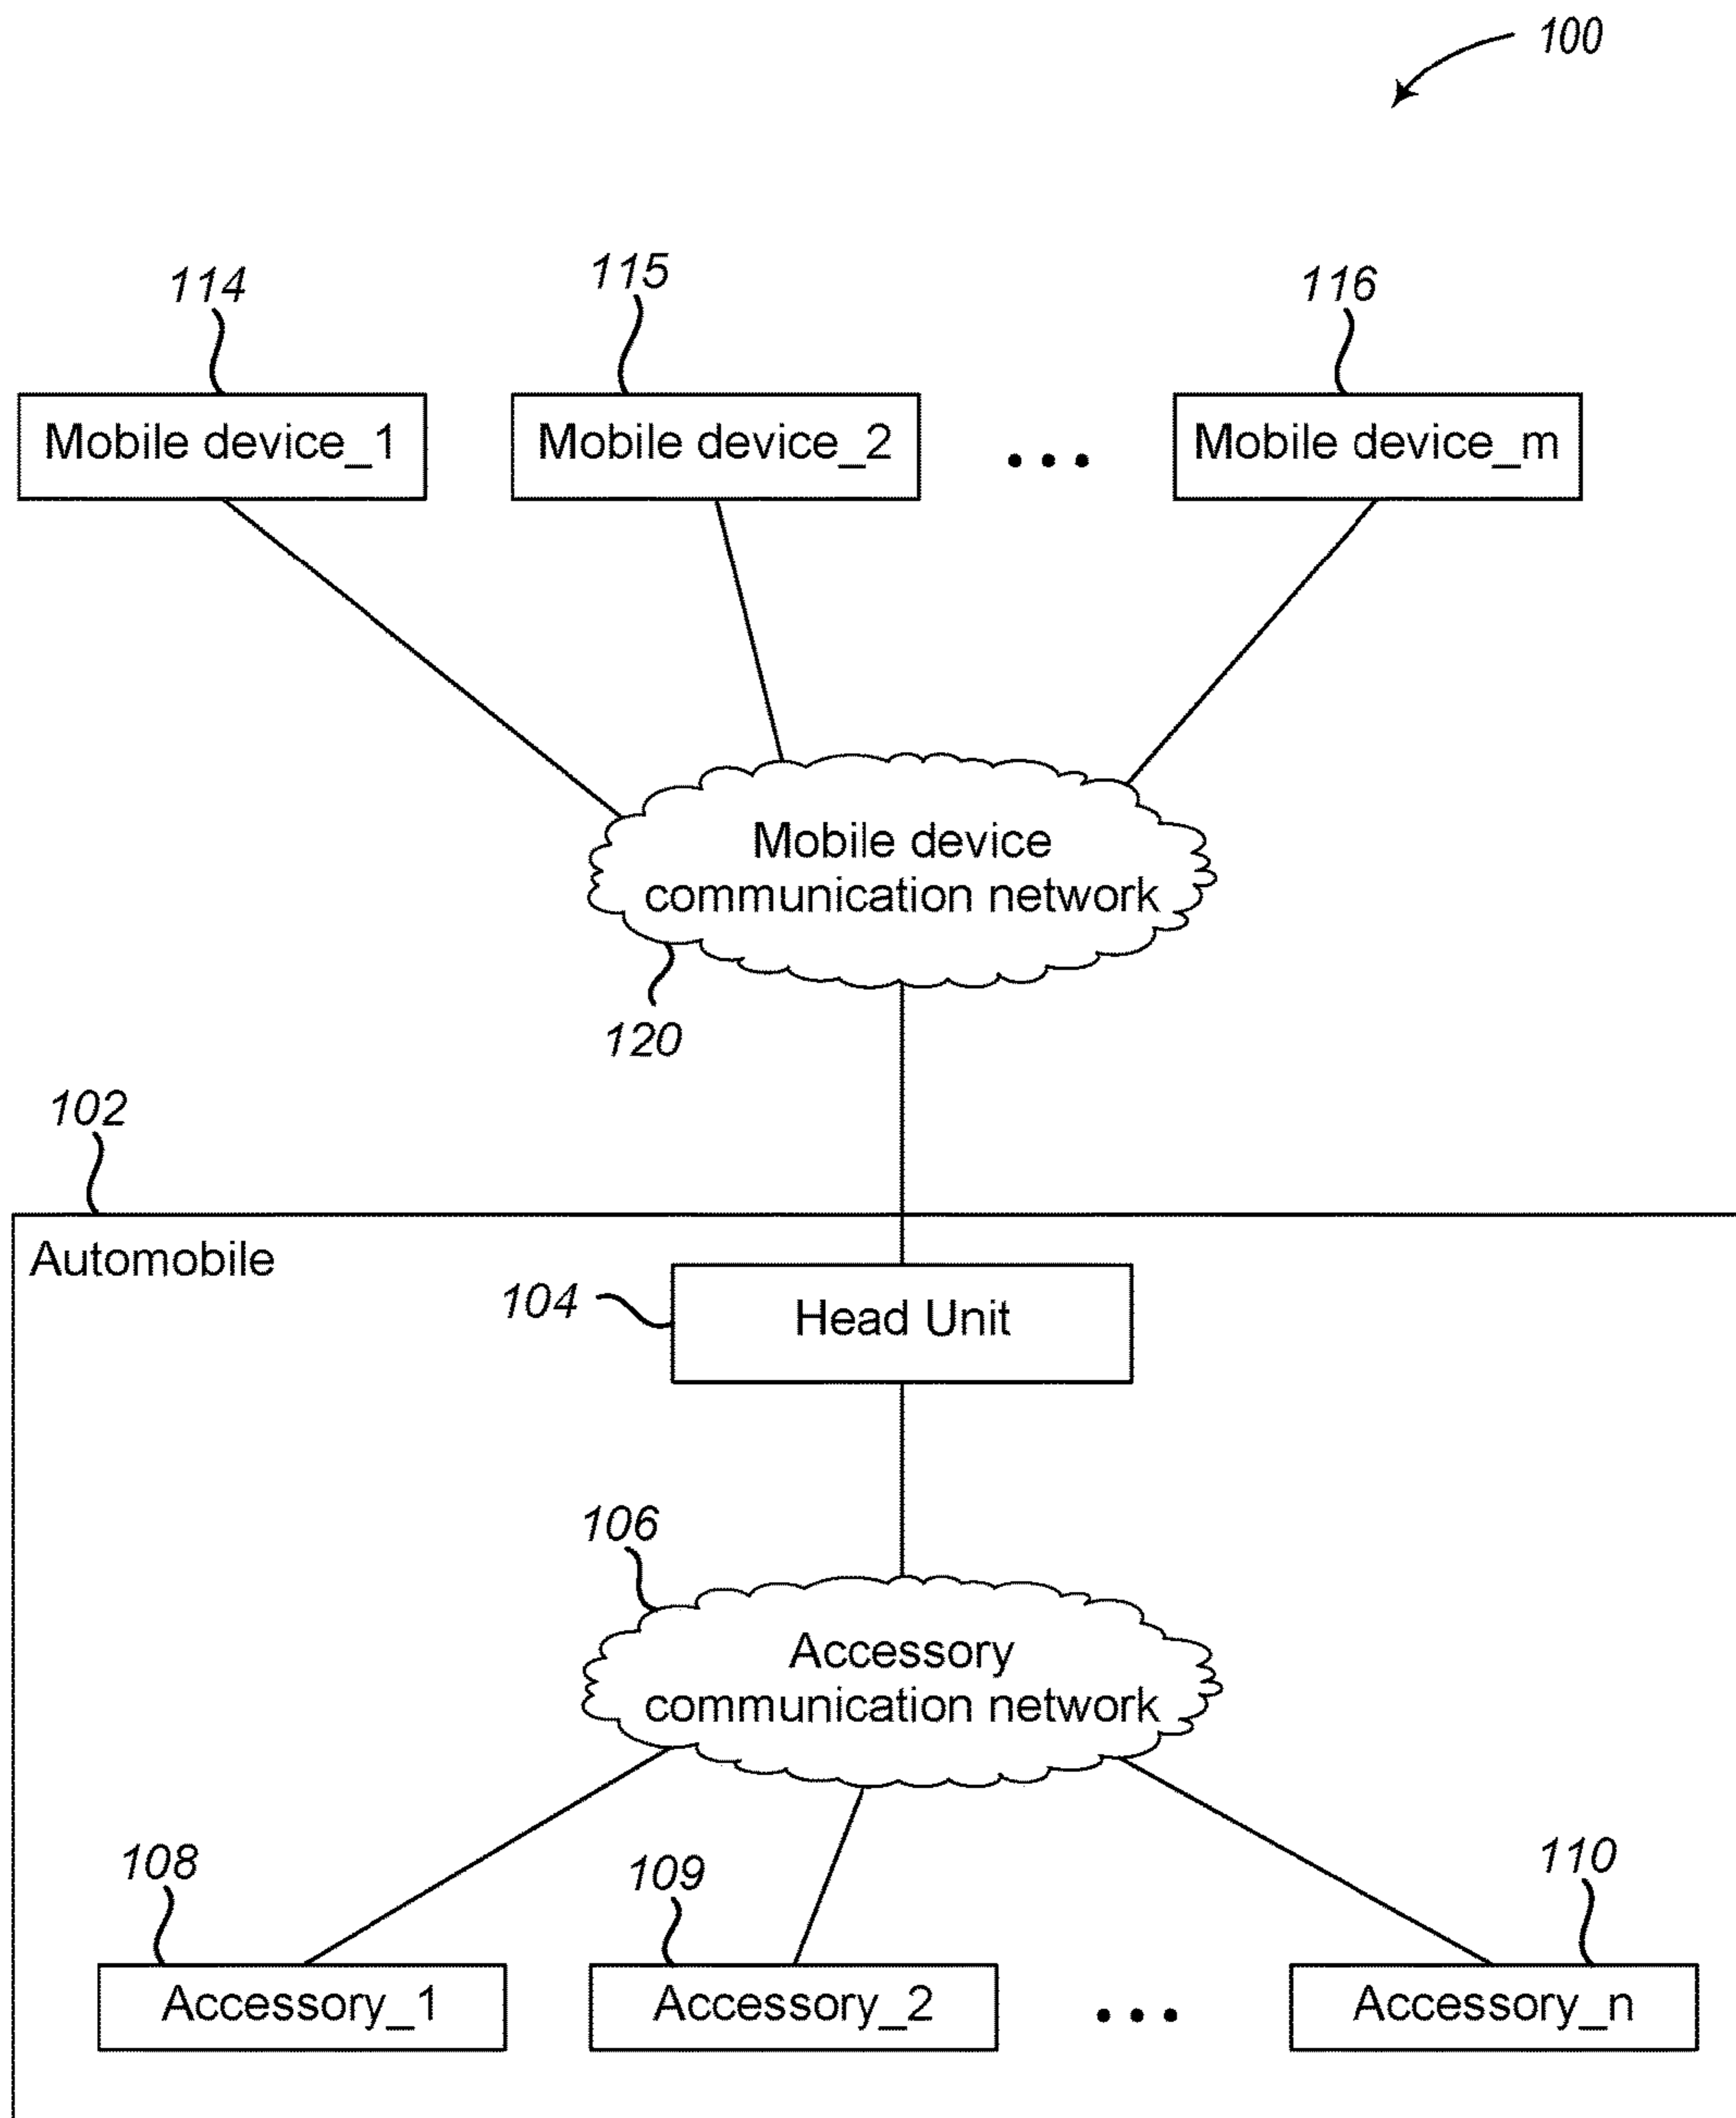 100
114
115
116
Mobile device_1
Mobile device_2
• • •
Mobile device_m
Mobile device
communication network
120
102
Automobile
104
Head Unit
106
Accessory
communication network
108
109
110
Accessory_1
Accessory_2
• • •
Accessory_n